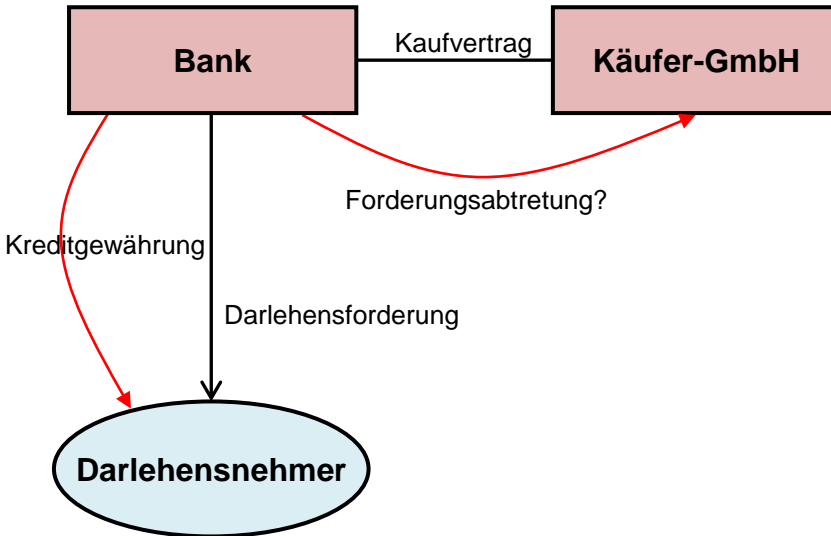 Bank
Kaufvertrag
Käufer-GmbH
Forderungsabtretung?
Kreditgewährung
Darlehensforderung
Darlehensnehmer